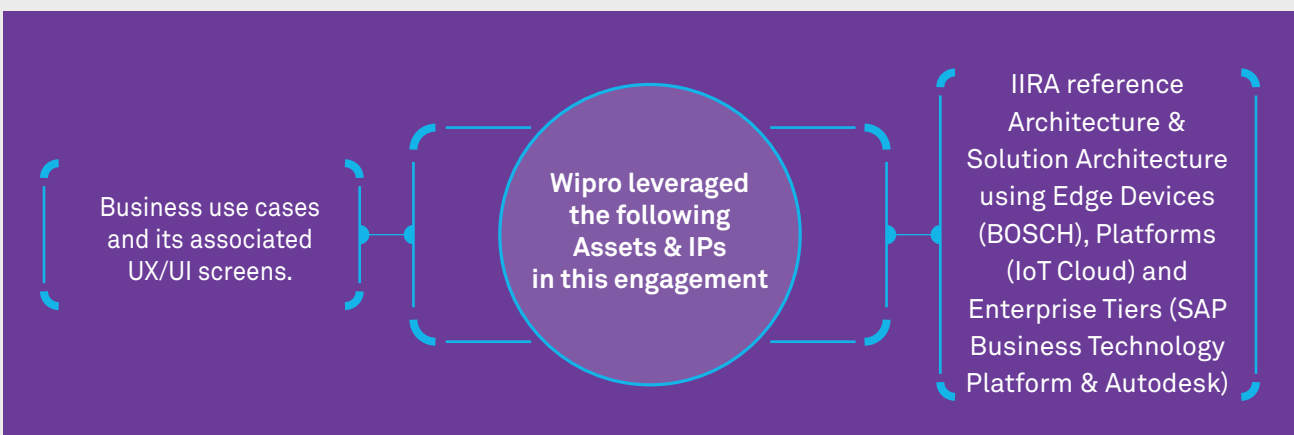 Business use cases
and its associated
UX/UI screens.
Wipro leveraged
the following
Assets & IPs
in this engagement
IIRA reference
Architecture &
Solution Architecture
using Edge Devices
(BOSCH), Platforms
(IoT Cloud) and
Enterprise Tiers (SAP
Business Technology
Platform & Autodesk)